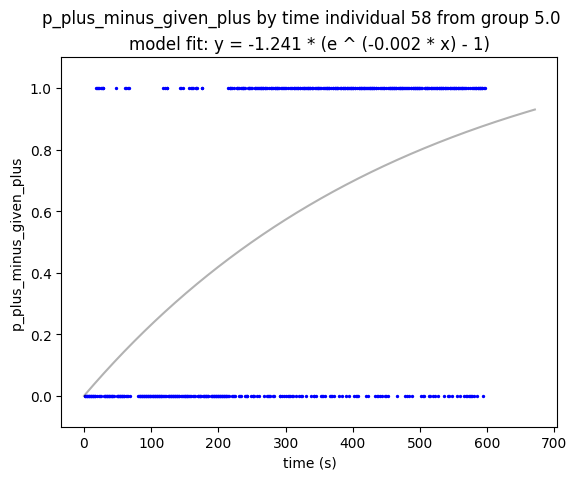 p_plus_minus_given_plus by time individual 58 from group 5.0
model fit: y = -1.241 * (e ^ (-0.002 * x) - 1)
1.0
0.8
0.6
0.4
0.2
0.0
p_plus_minus_given_plus
0 100 200 300 400 500 600 700
time (s)